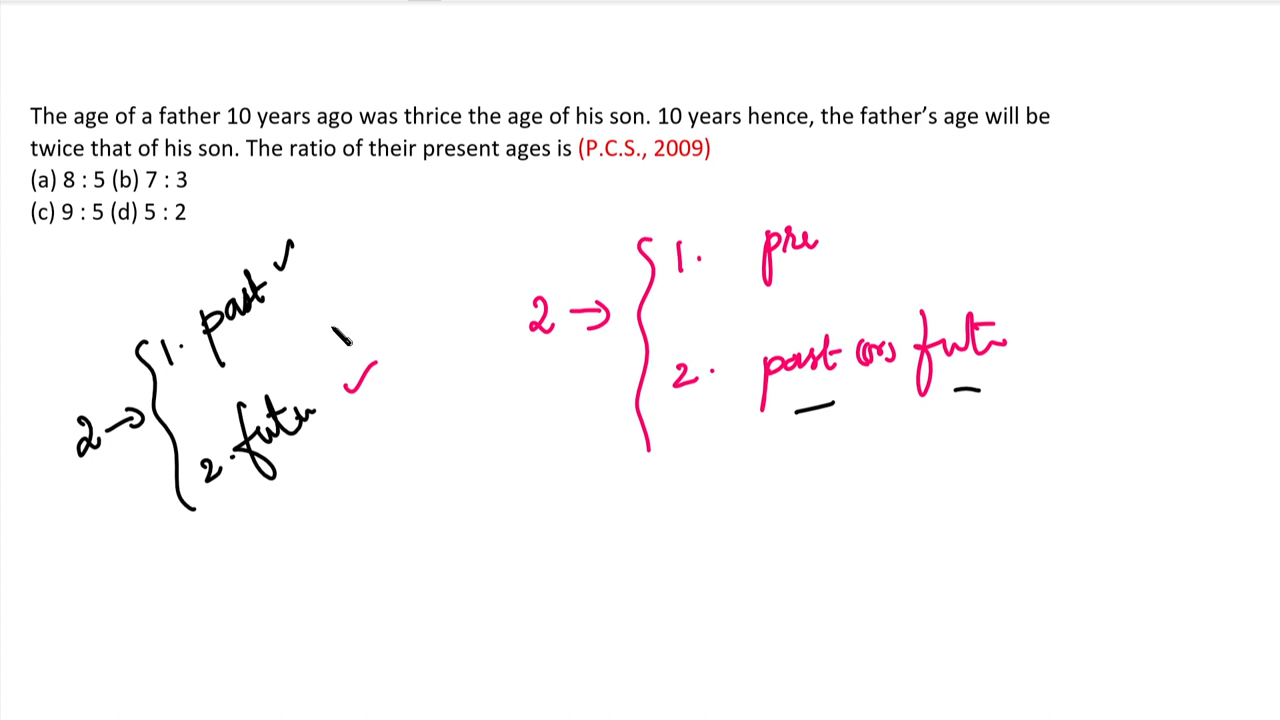 The age of a father 10 years ago was thrice the age of his son. 10 years hence, the father’s age will be
twice that of his son. The ratio of their present ages is (P.C.S., 2009)
(a) 8 : 5 (b) 7 : 3
(c) 9 : 5 (d) 5 : 2
2 →
1. past ✓
2. futu ✓
2 →
1. pre
2. past (or) futu